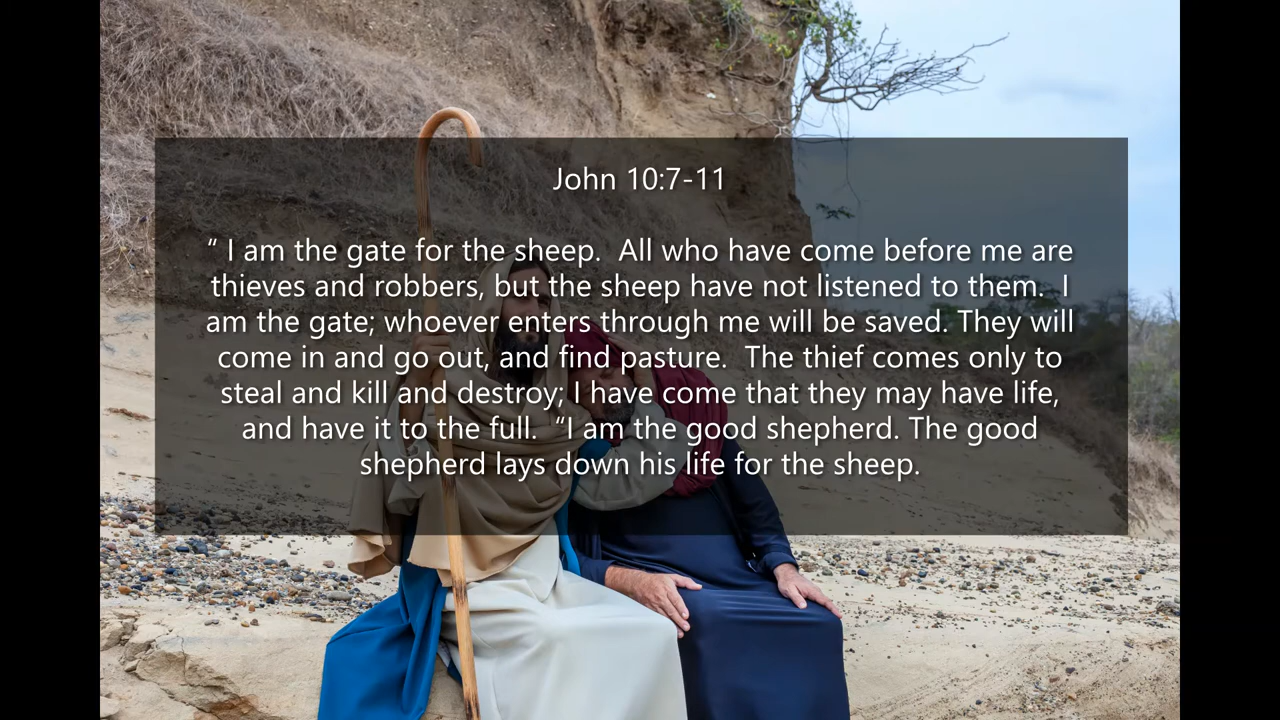 John 10:7-11
“ I am the gate for the sheep.  All who have come before me are
thieves and robbers, but the sheep have not listened to them.  I
am the gate; whoever enters through me will be saved. They will
come in and go out, and find pasture.  The thief comes only to
steal and kill and destroy; I have come that they may have life,
and have it to the full.  “I am the good shepherd. The good
shepherd lays down his life for the sheep.